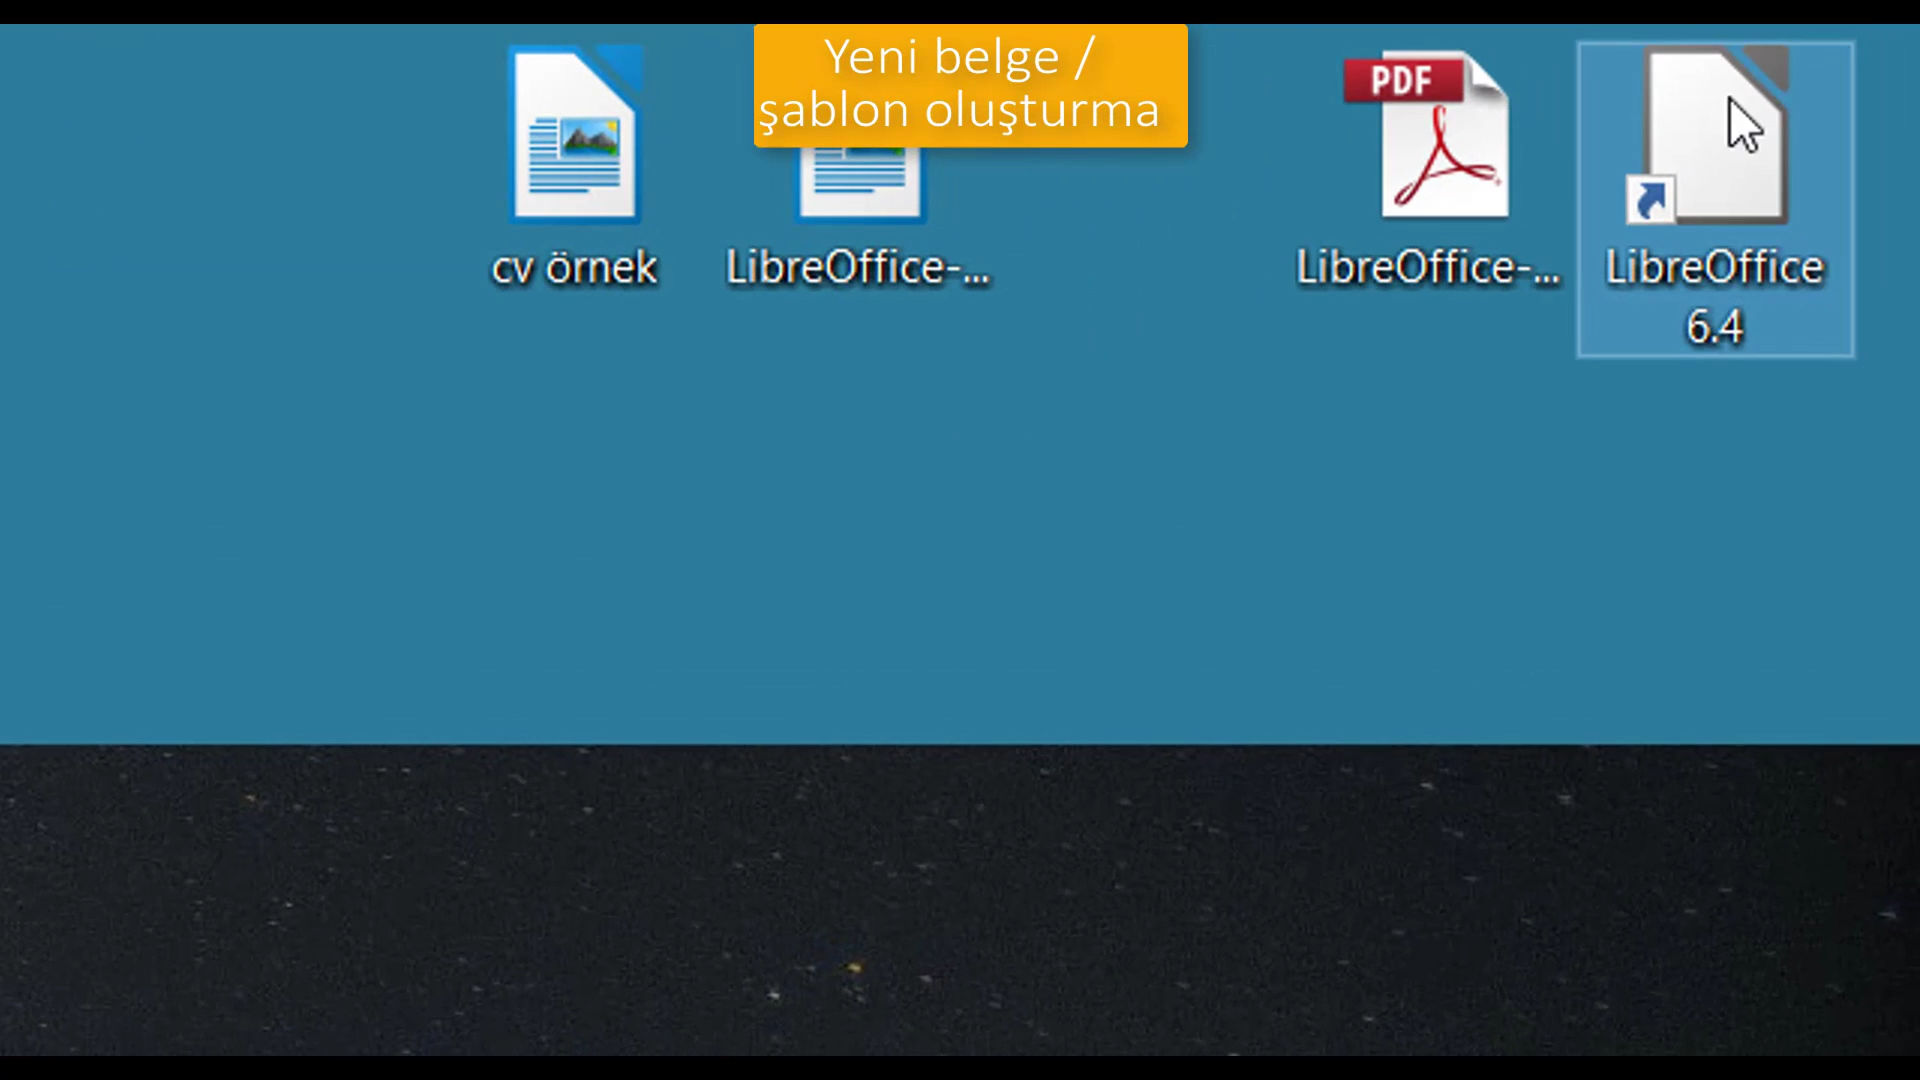 Yeni belge /
şablon oluşturma
PDF
cv örnek
LibreOffice-...
LibreOffice-...
LibreOffice
6.4